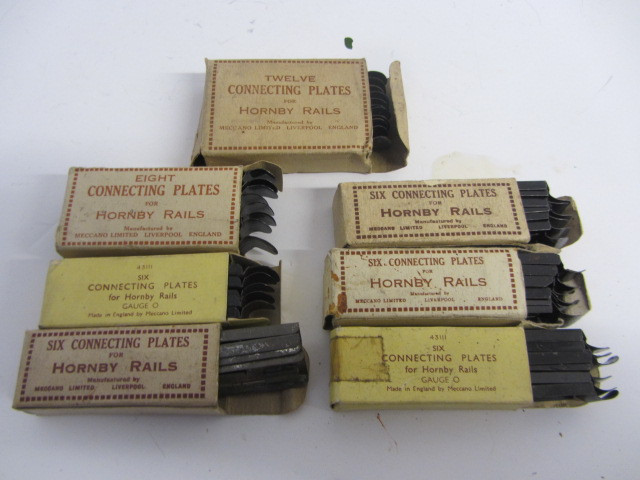 TWELVE
CONNECTING PLATES
FOR
HORNBY RAILS
Manufactured by
MECCANO LIMITED LIVERPOOL ENGLAND
EIGHT
CONNECTING PLATES
FOR
HORNBY RAILS
Manufactured by
MECCANO LIMITED LIVERPOOL ENGLAND
SIX CONNECTING PLATES
FOR
HORNBY RAILS
Manufactured by
MECCANO LIMITED LIVERPOOL ENGLAND
43111
SIX
CONNECTING PLATES
for Hornby Rails
GAUGE O
Made in England by Meccano Limited
SIX CONNECTING PLATES
FOR
HORNBY RAILS
Manufactured by
MECCANO LIMITED LIVERPOOL ENGLAND
SIX CONNECTING PLATES
FOR
HORNBY RAILS
Manufactured by
MECCANO LIMITED. LIVERPOOL. ENGLAND
43111
SIX
CONNECTING PLATES
for Hornby Rails
GAUGE O
Made in England by Meccano Limited